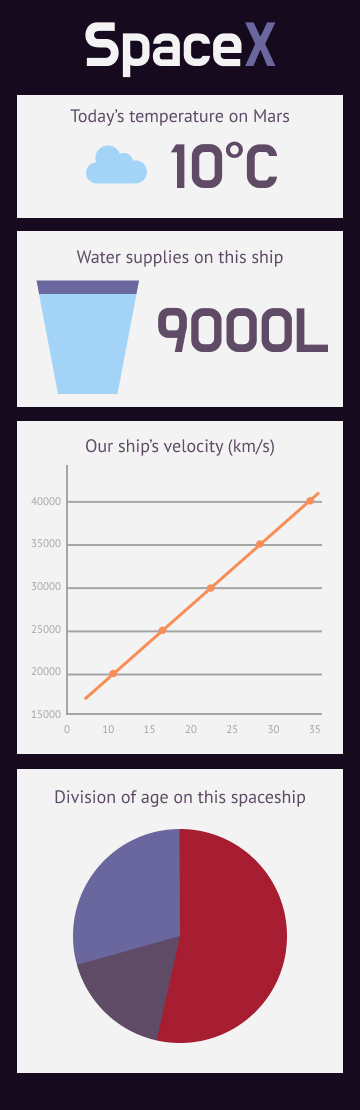 SpaceX
Today's temperature on Mars
10°C
Water supplies on this ship
9000L
Our ship's velocity (km/s)
40000
35000
30000
25000
20000
15000
0 10 15 20 25 30 35
Division of age on this spaceship